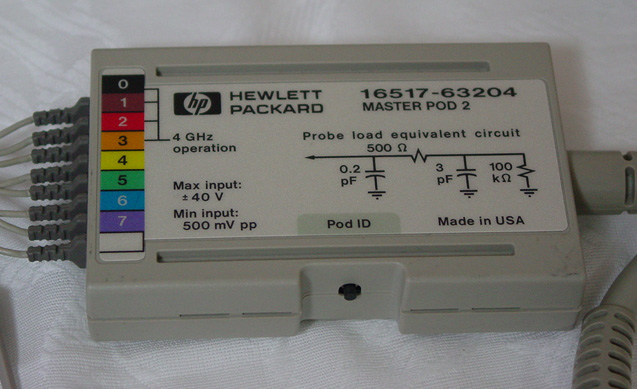 0
1
2
3
4
5
6
7
4 GHz
operation
Max input:
± 40 V
Min input:
500 mV pp
hp
HEWLETT
PACKARD
16517-63204
MASTER POD 2
Probe load equivalent circuit
500 Ω
0.2
pF
3
pF
100
kΩ
Pod ID
Made in USA